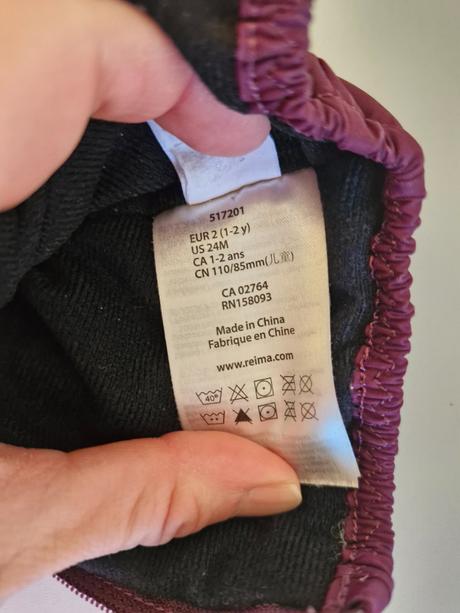 517201
EUR 2 (1-2 y)
US 24M
CA 1-2 ans
CN 110/85mm(儿童)
CA 02764
RN158093
Made in China
Fabrique en Chine
www.reima.com
40°